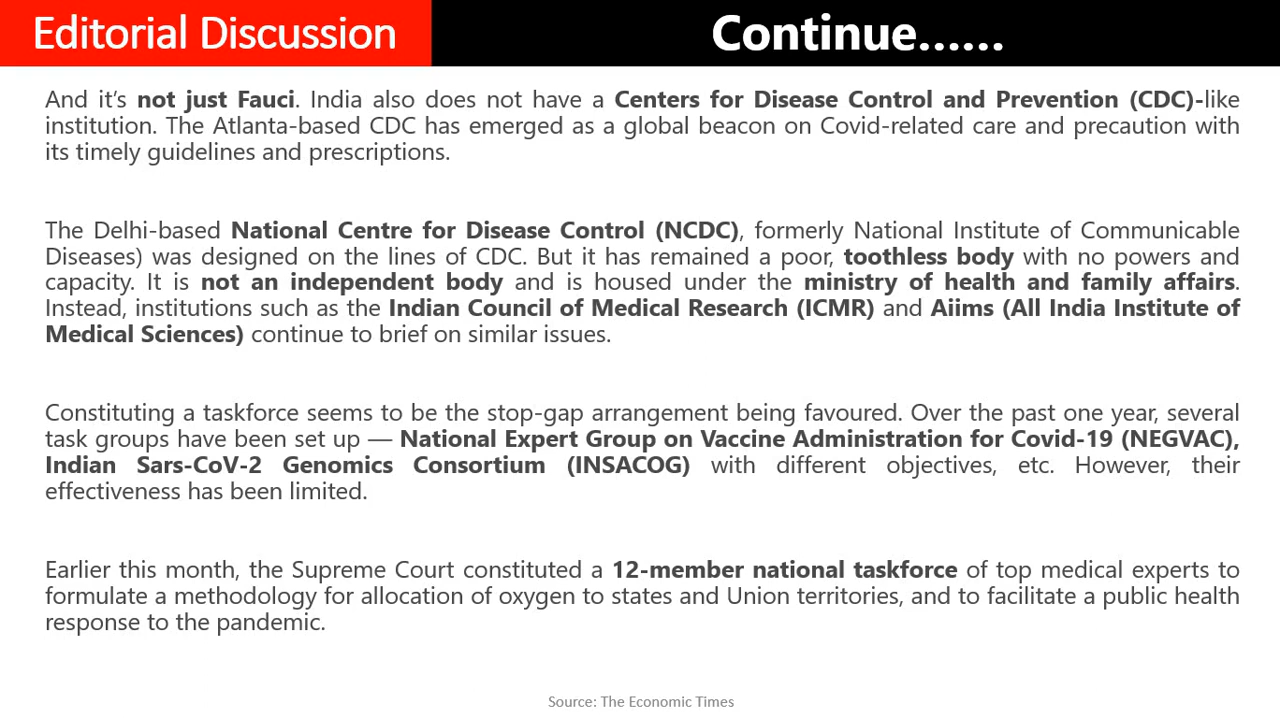 Editorial Discussion
Continue......
And it’s not just Fauci. India also does not have a Centers for Disease Control and Prevention (CDC)-like
institution. The Atlanta-based CDC has emerged as a global beacon on Covid-related care and precaution with
its timely guidelines and prescriptions.
The Delhi-based National Centre for Disease Control (NCDC), formerly National Institute of Communicable
Diseases) was designed on the lines of CDC. But it has remained a poor, toothless body with no powers and
capacity. It is not an independent body and is housed under the ministry of health and family affairs.
Instead, institutions such as the Indian Council of Medical Research (ICMR) and Aiims (All India Institute of
Medical Sciences) continue to brief on similar issues.
Constituting a taskforce seems to be the stop-gap arrangement being favoured. Over the past one year, several
task groups have been set up — National Expert Group on Vaccine Administration for Covid-19 (NEGVAC),
Indian Sars-CoV-2 Genomics Consortium (INSACOG) with different objectives, etc. However, their
effectiveness has been limited.
Earlier this month, the Supreme Court constituted a 12-member national taskforce of top medical experts to
formulate a methodology for allocation of oxygen to states and Union territories, and to facilitate a public health
response to the pandemic.
Source: The Economic Times